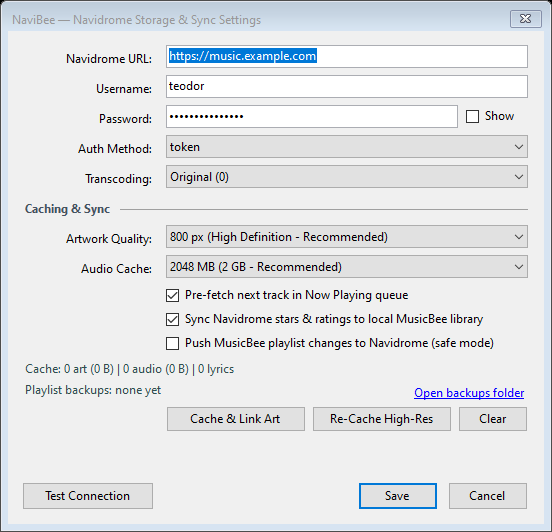 NaviBee — Navidrome Storage & Sync Settings
Navidrome URL: https://music.example.com
Username: teodor
Password: ••••••••••••••• Show
Auth Method: token
Transcoding: Original (0)
Caching & Sync
Artwork Quality: 800 px (High Definition - Recommended)
Audio Cache: 2048 MB (2 GB - Recommended)
Pre-fetch next track in Now Playing queue
Sync Navidrome stars & ratings to local MusicBee library
Push MusicBee playlist changes to Navidrome (safe mode)
Cache: 0 art (0 B) | 0 audio (0 B) | 0 lyrics
Playlist backups: none yet Open backups folder
Cache & Link Art Re-Cache High-Res Clear
Test Connection Save Cancel